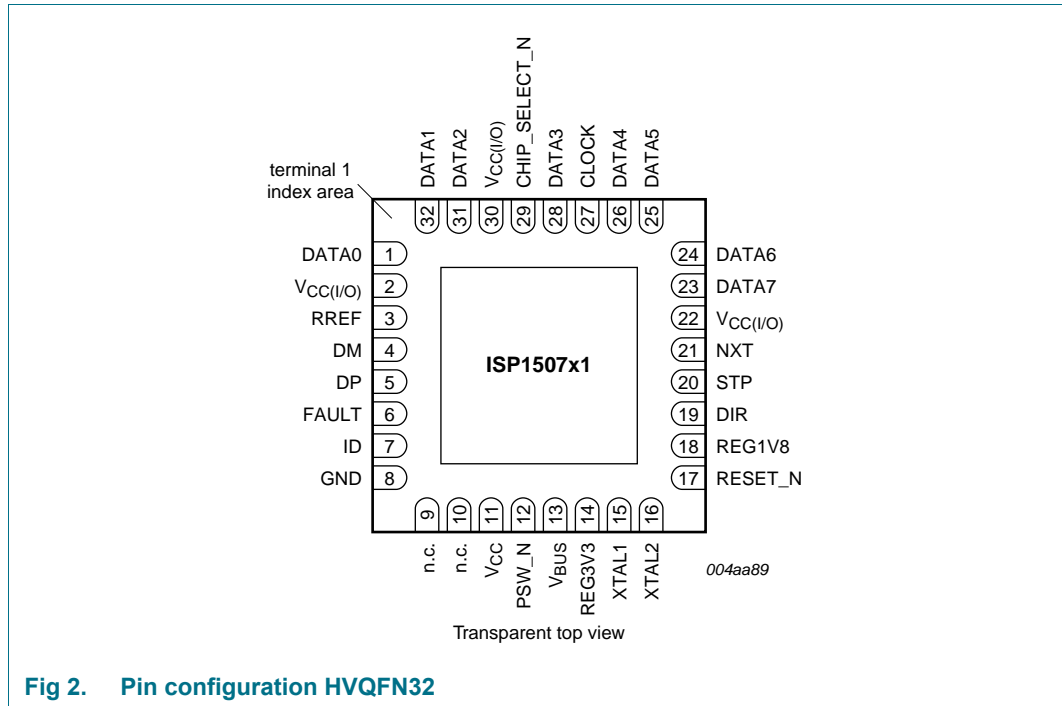 DATA1
DATA2
VCC(I/O)
CHIP_SELECT_N
DATA3
CLOCK
DATA4
DATA5
terminal 1
index area
32
31
30
29
28
27
26
25
DATA0 1
VCC(I/O) 2
RREF 3
DM 4
DP 5
FAULT 6
ID 7
GND 8
ISP1507x1
24 DATA6
23 DATA7
22 VCC(I/O)
21 NXT
20 STP
19 DIR
18 REG1V8
17 RESET_N
9
10
11
12
13
14
15
16
n.c.
n.c.
VCC
PSW_N
VBUS
REG3V3
XTAL1
XTAL2
004aa89
Transparent top view
Fig 2. Pin configuration HVQFN32